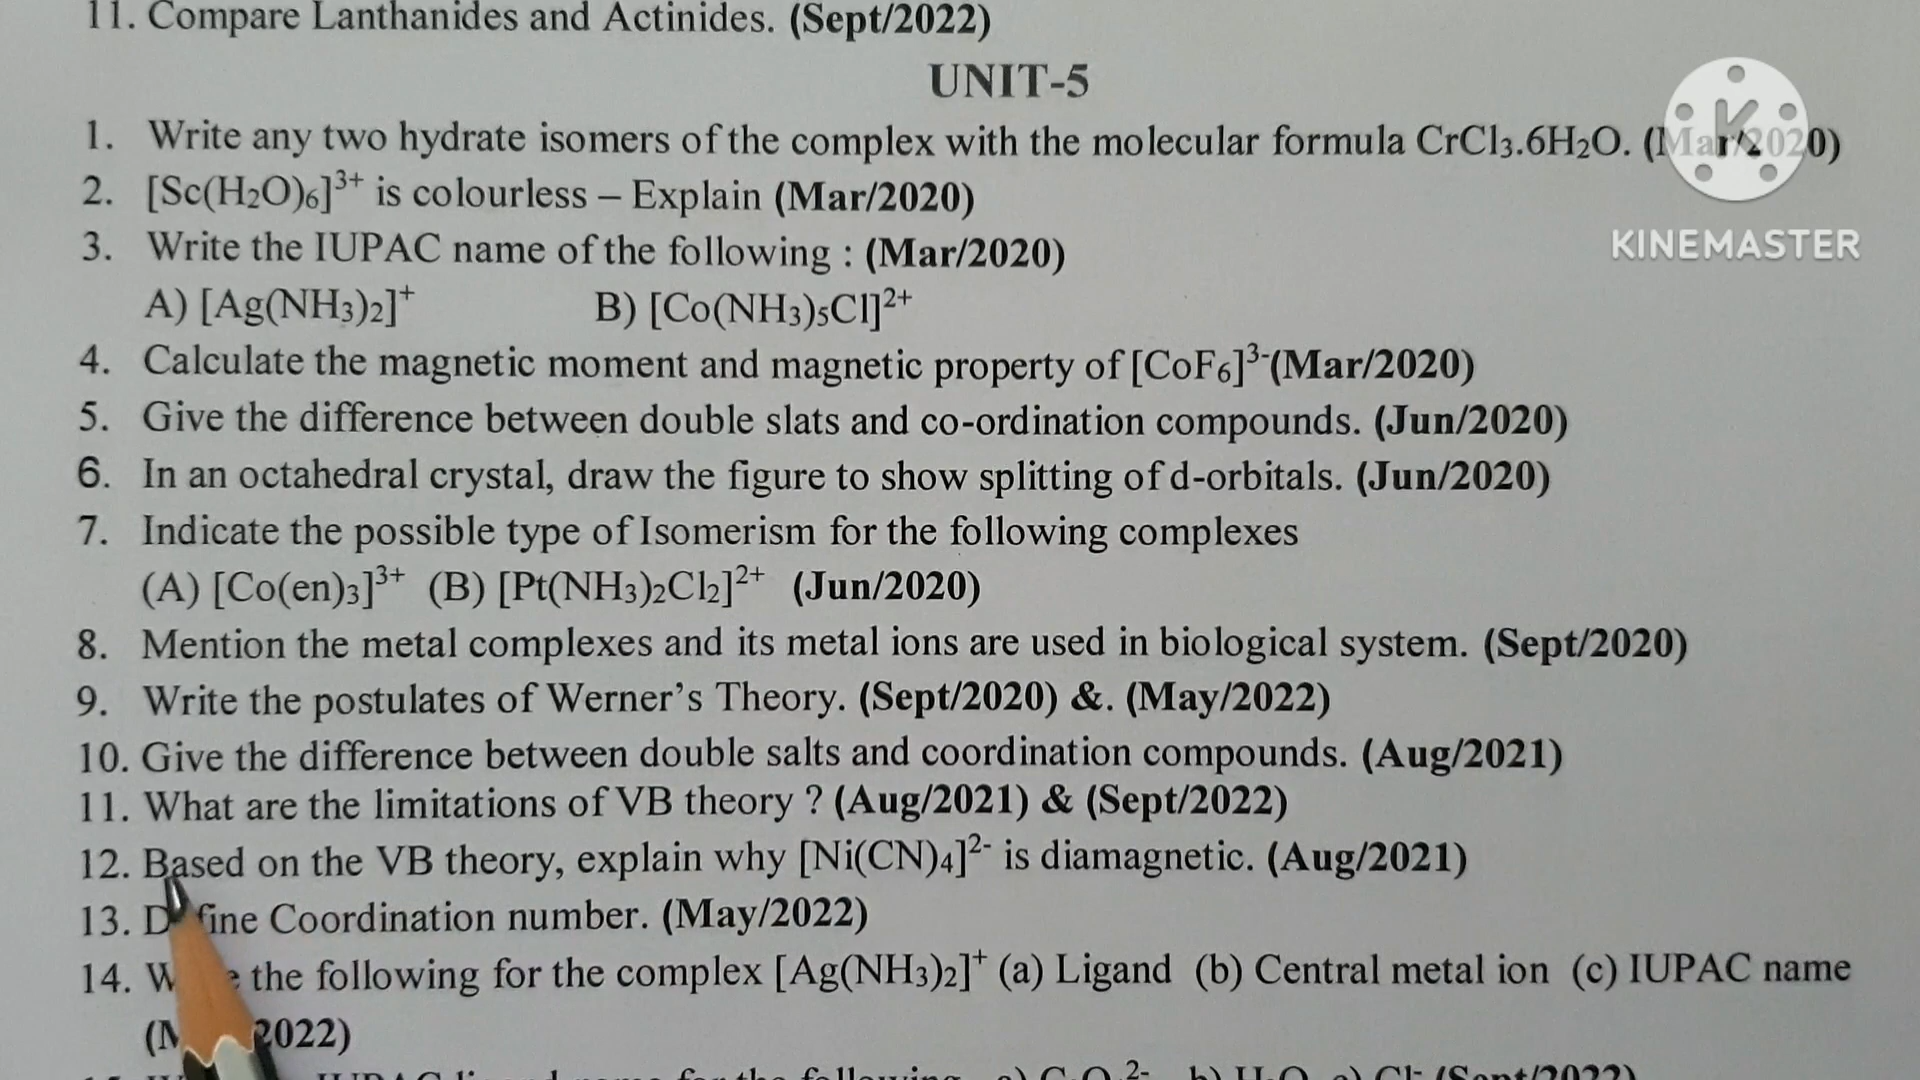 11. Compare Lanthanides and Actinides. (Sept/2022)
UNIT-5
1. Write any two hydrate isomers of the complex with the molecular formula CrCl3.6H2O. (Mar/2020)
2. [Sc(H2O)6]3+ is colourless – Explain (Mar/2020)
3. Write the IUPAC name of the following : (Mar/2020)
A) [Ag(NH3)2]+ B) [Co(NH3)5Cl]2+
4. Calculate the magnetic moment and magnetic property of [CoF6]3-(Mar/2020)
5. Give the difference between double slats and co-ordination compounds. (Jun/2020)
6. In an octahedral crystal, draw the figure to show splitting of d-orbitals. (Jun/2020)
7. Indicate the possible type of Isomerism for the following complexes
(A) [Co(en)3]3+ (B) [Pt(NH3)2Cl2]2+ (Jun/2020)
8. Mention the metal complexes and its metal ions are used in biological system. (Sept/2020)
9. Write the postulates of Werner's Theory. (Sept/2020) &. (May/2022)
10. Give the difference between double salts and coordination compounds. (Aug/2021)
11. What are the limitations of VB theory ? (Aug/2021) & (Sept/2022)
12. Based on the VB theory, explain why [Ni(CN)4]2- is diamagnetic. (Aug/2021)
13. Define Coordination number. (May/2022)
14. the following for the complex [Ag(NH3)2]+ (a) Ligand (b) Central metal ion (c) IUPAC name
2022)
for the following a) b) H2O Cl- (Sept/2022)
KINEMASTER